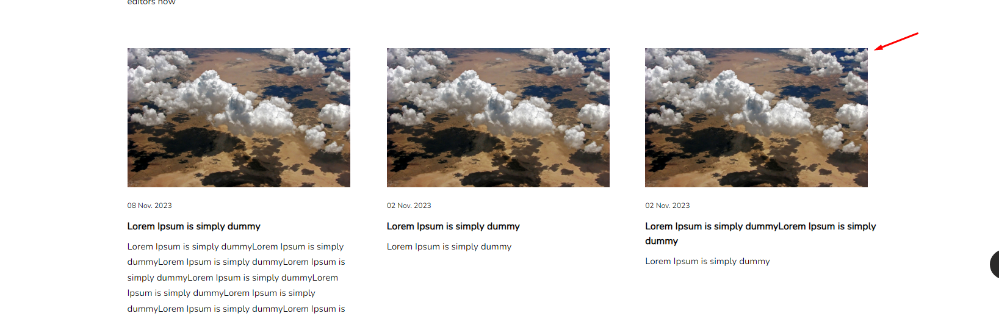 editors now
08 Nov. 2023
Lorem Ipsum is simply dummy
Lorem Ipsum is simply dummyLorem Ipsum is simply
dummyLorem Ipsum is simply dummyLorem Ipsum is
simply dummyLorem Ipsum is simply dummyLorem
Ipsum is simply dummyLorem Ipsum is simply
dummyLorem Ipsum is simply dummyLorem Ipsum is
02 Nov. 2023
Lorem Ipsum is simply dummy
Lorem Ipsum is simply dummy
02 Nov. 2023
Lorem Ipsum is simply dummyLorem Ipsum is simply
dummy
Lorem Ipsum is simply dummy